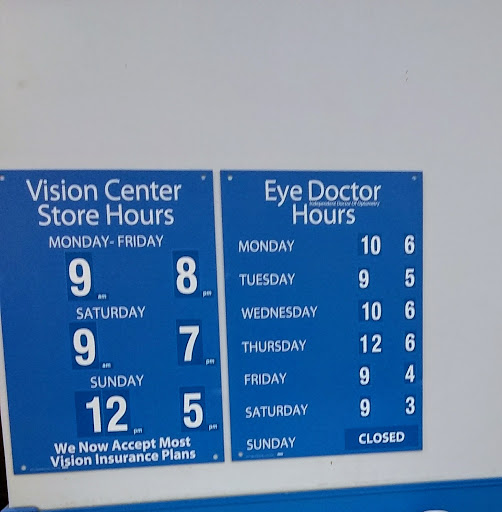 Vision Center
Store Hours
MONDAY- FRIDAY
9 am 8 pm
SATURDAY
9 am 7 pm
SUNDAY
12 pm 5 pm
We Now Accept Most
Vision Insurance Plans
Eye Doctor
Independent Doctor Of Optometry
Hours
MONDAY 10 6
TUESDAY 9 5
WEDNESDAY 10 6
THURSDAY 12 6
FRIDAY 9 4
SATURDAY 9 3
SUNDAY CLOSED